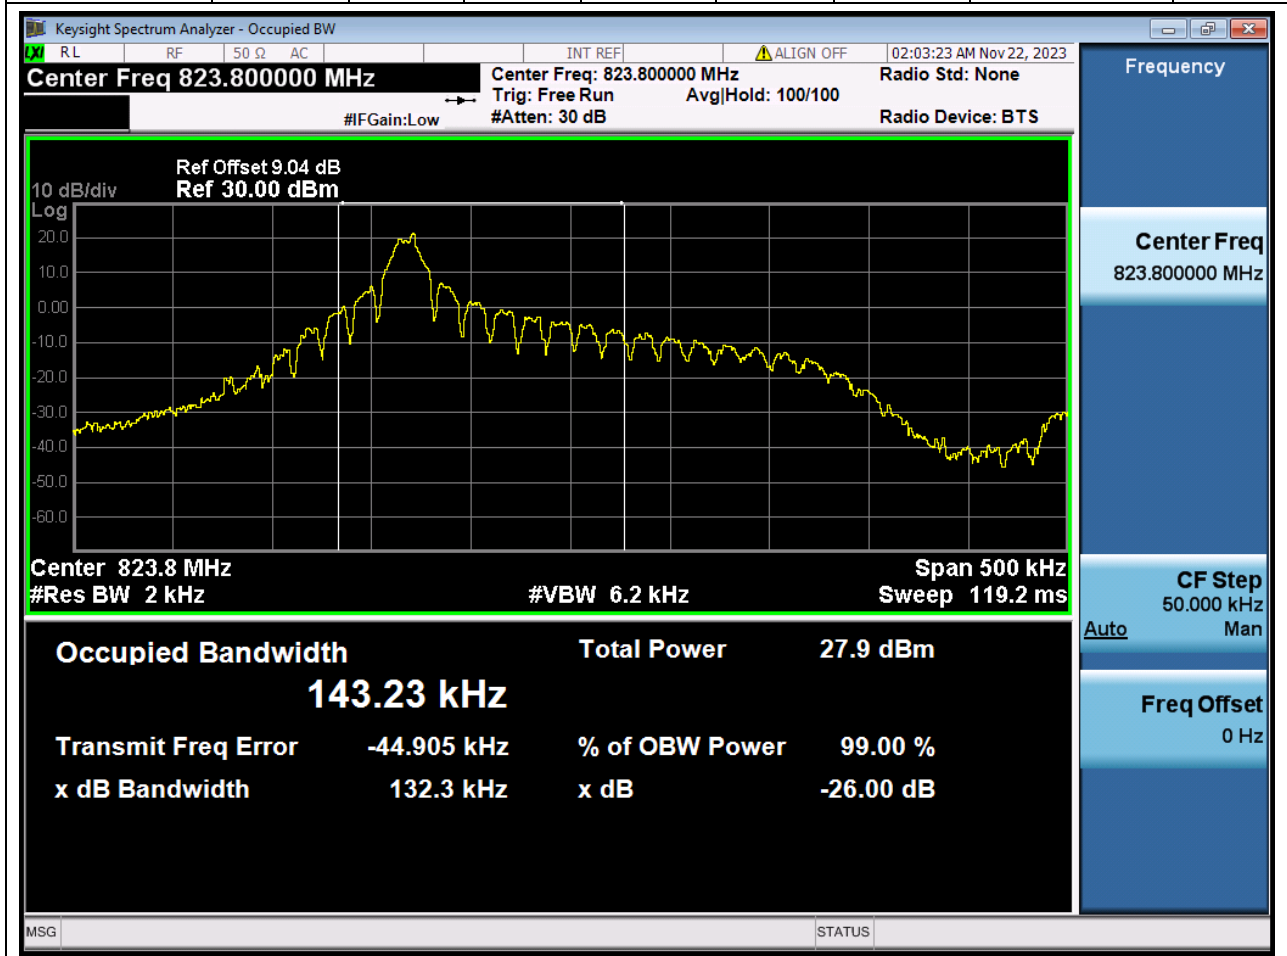 Keysight Spectrum Analyzer - Occupied BW
LXI RL RF 50 Ω AC INT REF ALIGN OFF 02:03:23 AM Nov 22, 2023
Center Freq 823.800000 MHz
Center Freq: 823.800000 MHz Radio Std: None
Trig: Free Run Avg|Hold: 100/100
#IFGain:Low #Atten: 30 dB Radio Device: BTS
Ref Offset 9.04 dB
10 dB/div Ref 30.00 dBm
Log
20.0
10.0
0.00
-10.0
-20.0
-30.0
-40.0
-50.0
-60.0
Center 823.8 MHz Span 500 kHz
#Res BW 2 kHz #VBW 6.2 kHz Sweep 119.2 ms
Occupied Bandwidth Total Power 27.9 dBm
143.23 kHz
Transmit Freq Error -44.905 kHz % of OBW Power 99.00 %
x dB Bandwidth 132.3 kHz x dB -26.00 dB
MSG STATUS
Frequency
Center Freq
823.800000 MHz
CF Step
50.000 kHz
Auto Man
Freq Offset
0 Hz